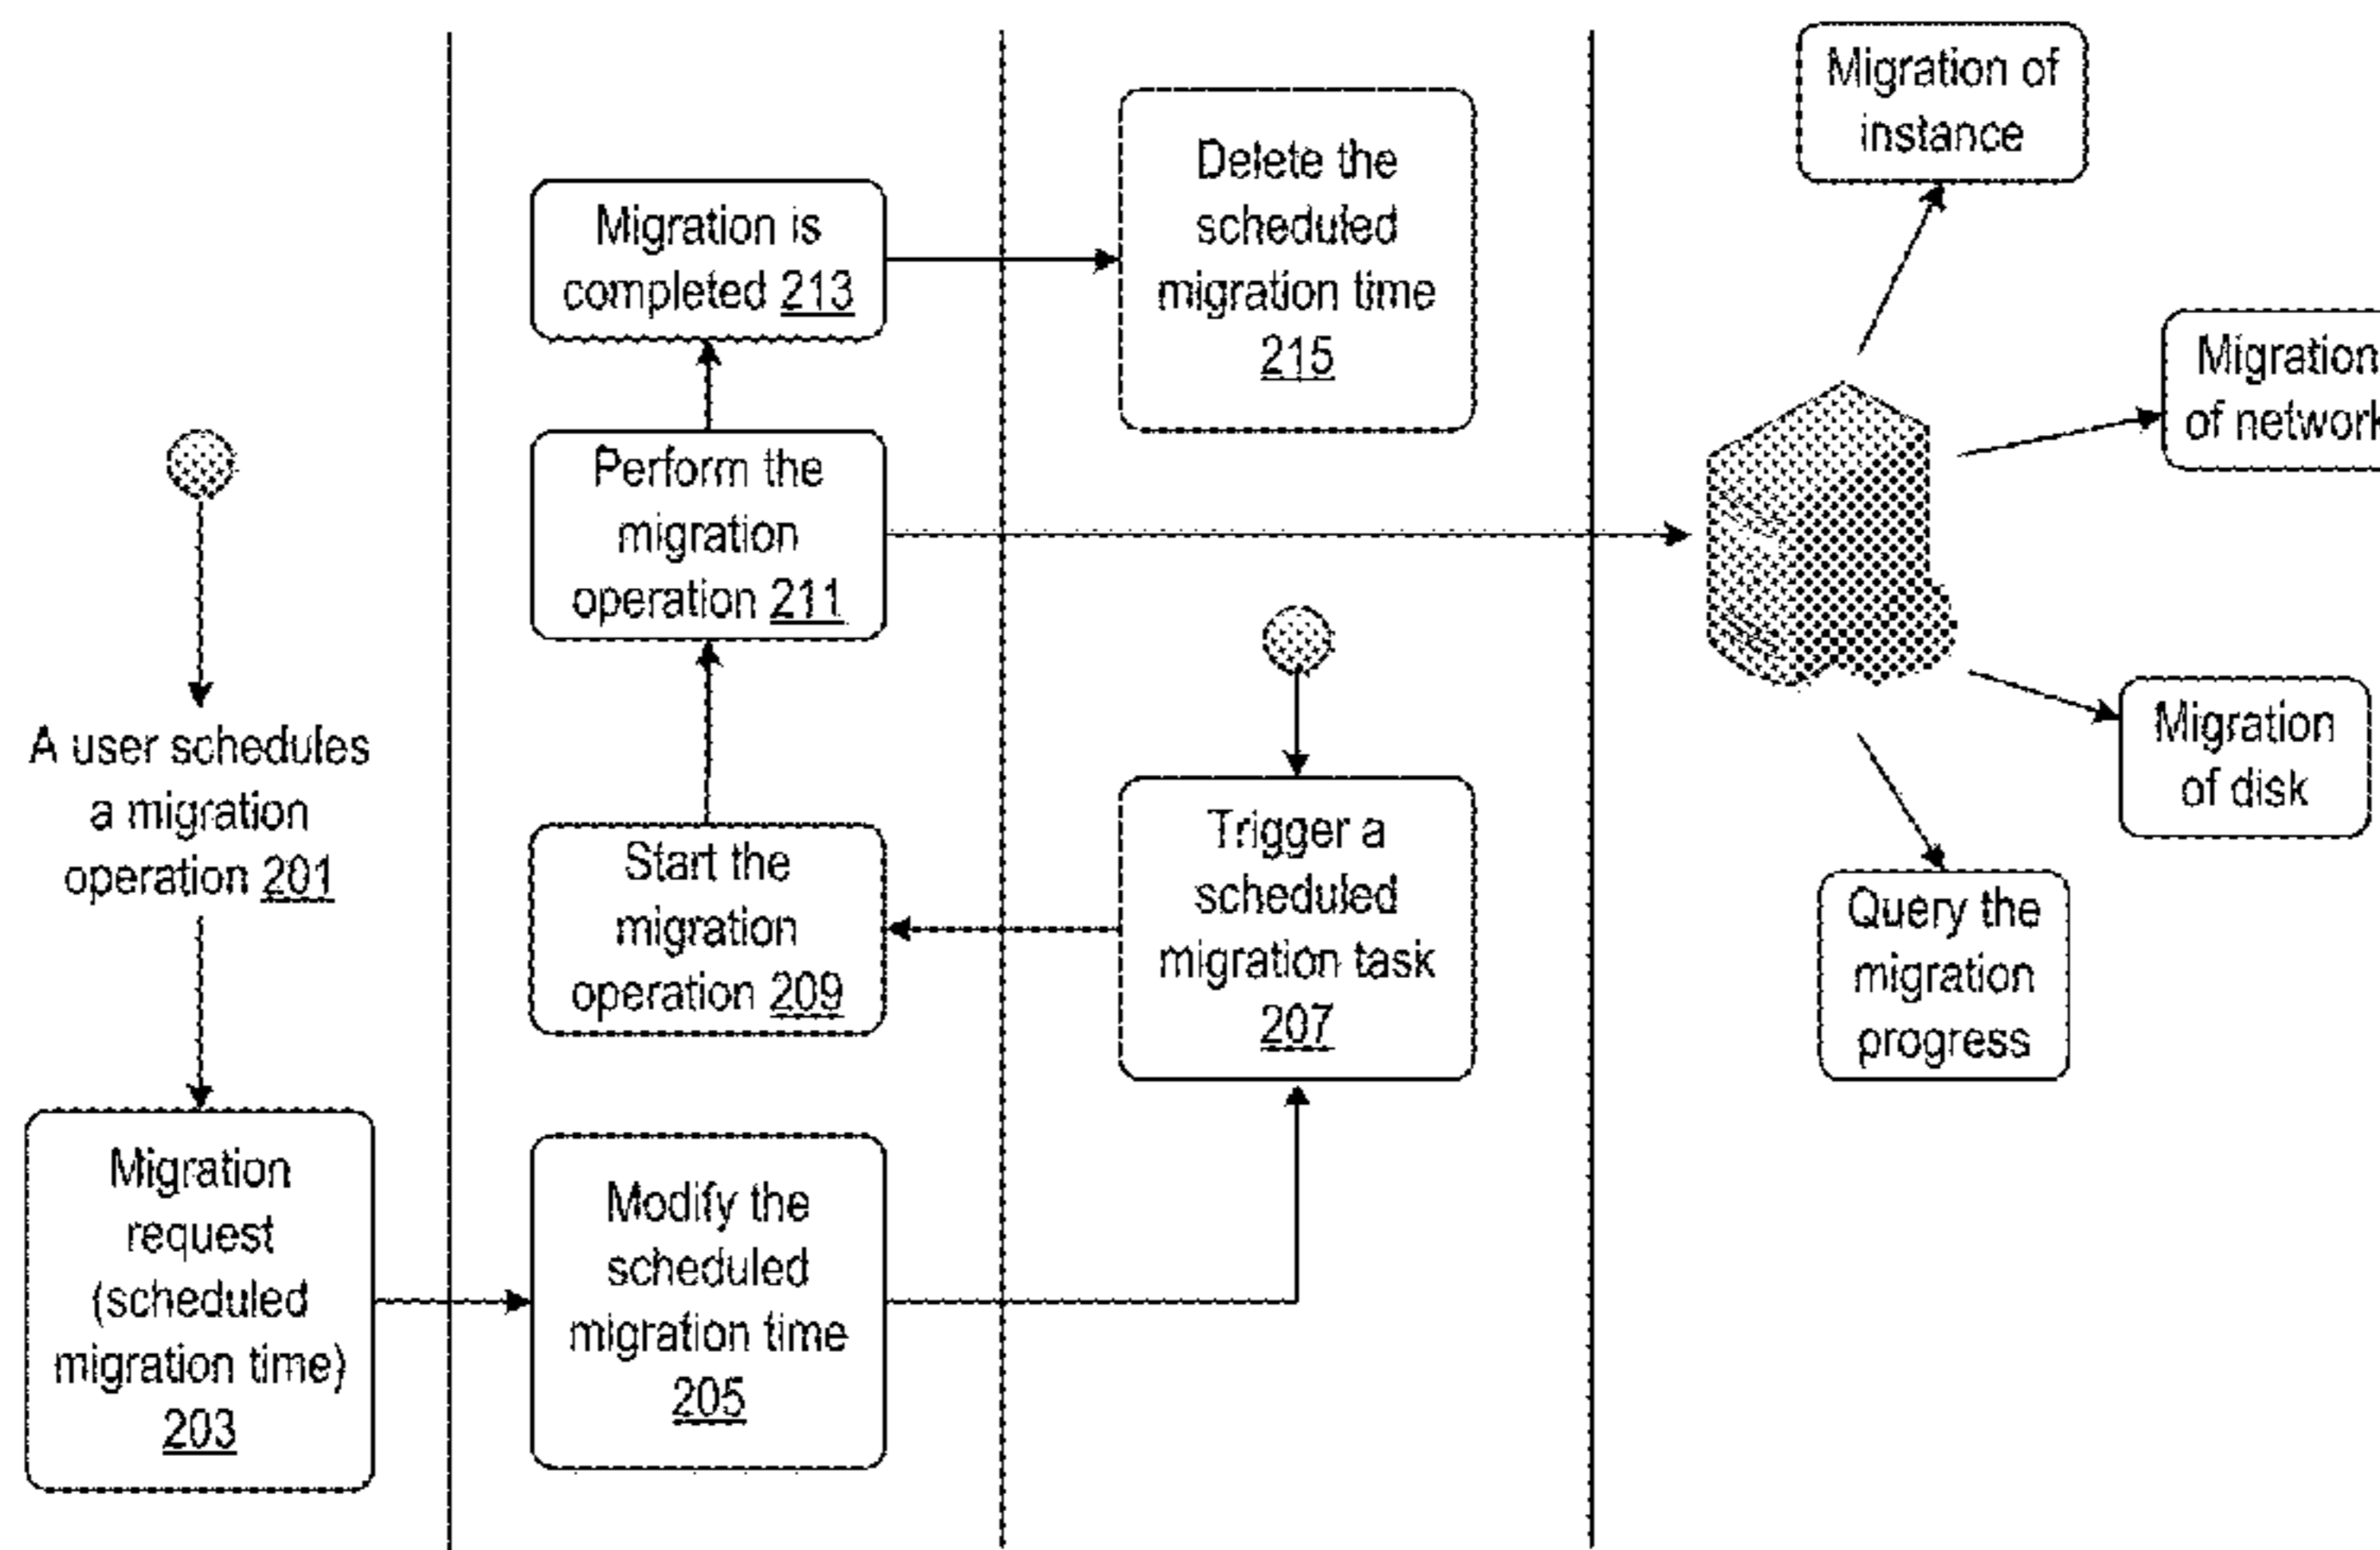 A user schedules
a migration
operation 201
Migration
request
(scheduled
migration time)
203
Migration is
completed 213
Perform the
migration
operation 211
Start the
migration
operation 209
Modify the
scheduled
migration time
205
Delete the
scheduled
migration time
215
Trigger a
scheduled
migration task
207
Migration of
instance
Migration
of network
Migration
of disk
Query the
migration
progress